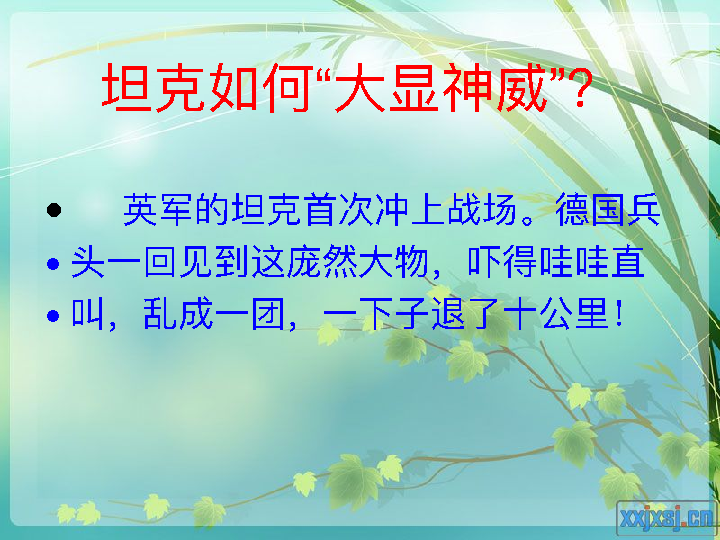 坦克如何“大显神威”？
• 英军的坦克首次冲上战场。德国兵
• 头一回见到这庞然大物，吓得哇哇直
• 叫，乱成一团，一下子退了十公里！
xxjxsj.cn